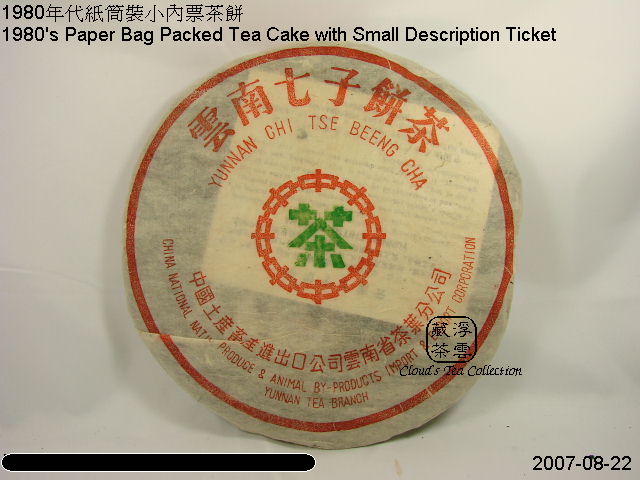 1980年代紙筒裝小內票茶餅
1980's Paper Bag Packed Tea Cake with Small Description Ticket
雲南七子餅茶
YUNNAN CHI TSE BEENG CHA
茶
中國土產畜產進出口公司雲南省茶葉分公司
CHINA NATIONAL NATIVE PRODUCE & ANIMAL BY-PRODUCTS IMPORT & EXPORT CORPORATION
YUNNAN TEA BRANCH
浮雲藏茶
Cloud's Tea Collection
2007-08-22